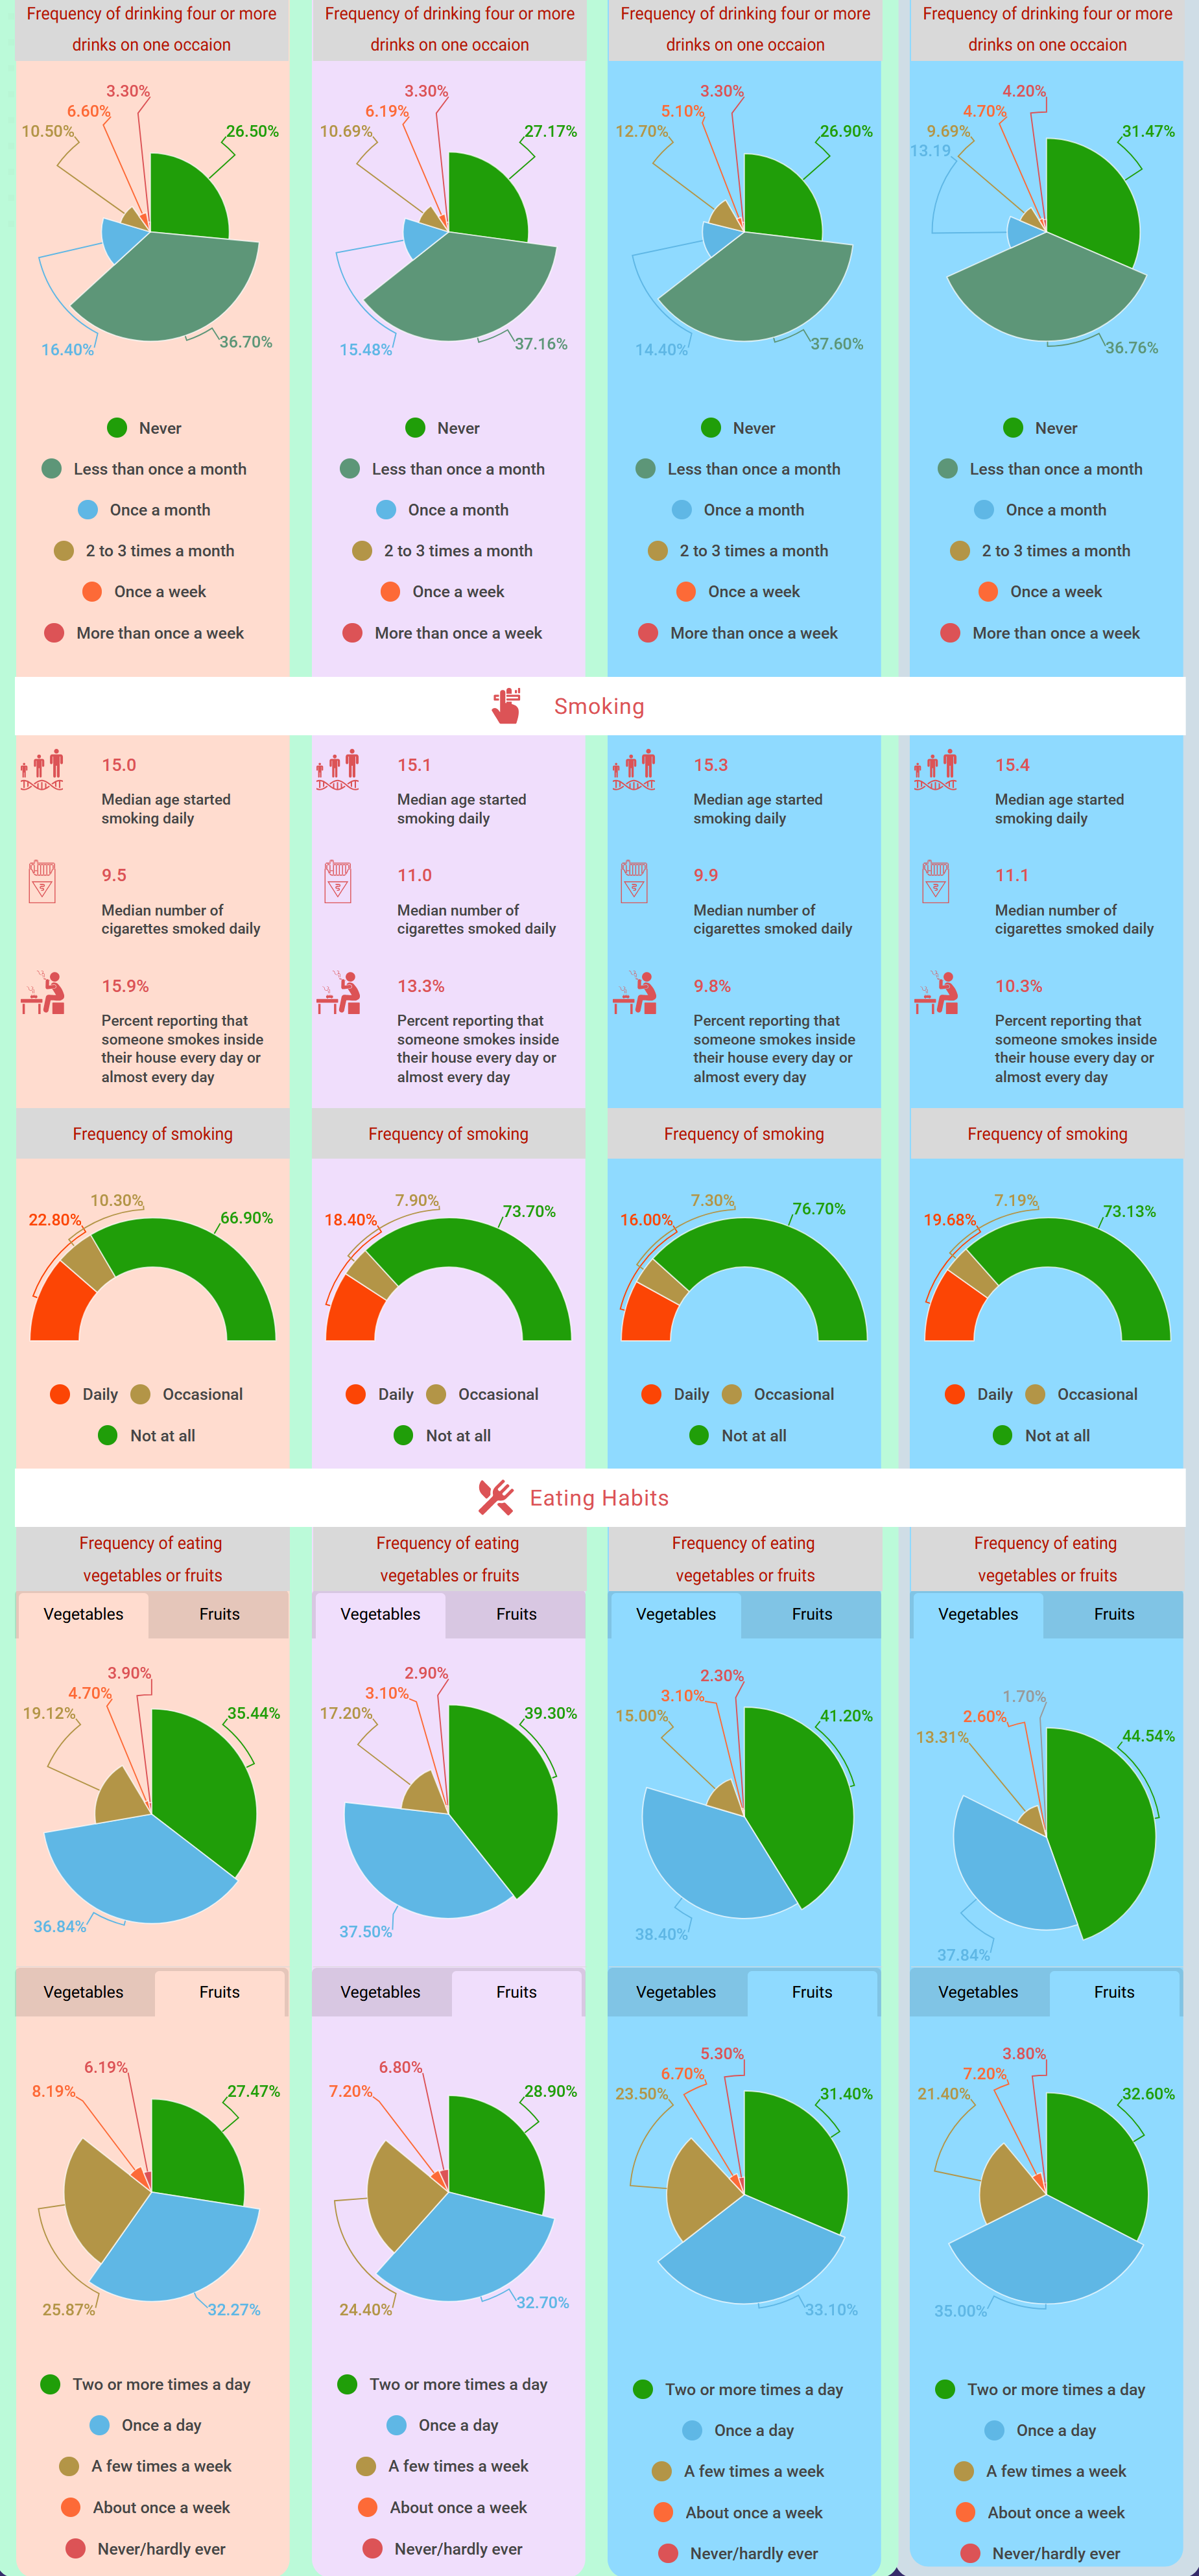 Frequency of drinking four or more
drinks on one occaion
3.30%
6.60%
10.50%
26.50%
16.40%
36.70%
Never
Less than once a month
Once a month
2 to 3 times a month
Once a week
More than once a week
Frequency of drinking four or more
drinks on one occaion
3.30%
6.19%
10.69%
27.17%
15.48%
37.16%
Never
Less than once a month
Once a month
2 to 3 times a month
Once a week
More than once a week
Frequency of drinking four or more
drinks on one occaion
3.30%
5.10%
12.70%
26.90%
14.40%
37.60%
Never
Less than once a month
Once a month
2 to 3 times a month
Once a week
More than once a week
Frequency of drinking four or more
drinks on one occaion
4.20%
4.70%
9.69%
13.19
31.47%
36.76%
Never
Less than once a month
Once a month
2 to 3 times a month
Once a week
More than once a week
Smoking
15.0
Median age started
smoking daily
9.5
Median number of
cigarettes smoked daily
15.9%
Percent reporting that
someone smokes inside
their house every day or
almost every day
Frequency of smoking
10.30%
22.80%
66.90%
Daily
Occasional
Not at all
15.1
Median age started
smoking daily
11.0
Median number of
cigarettes smoked daily
13.3%
Percent reporting that
someone smokes inside
their house every day or
almost every day
Frequency of smoking
7.90%
18.40%
73.70%
Daily
Occasional
Not at all
15.3
Median age started
smoking daily
9.9
Median number of
cigarettes smoked daily
9.8%
Percent reporting that
someone smokes inside
their house every day or
almost every day
Frequency of smoking
7.30%
16.00%
76.70%
Daily
Occasional
Not at all
15.4
Median age started
smoking daily
11.1
Median number of
cigarettes smoked daily
10.3%
Percent reporting that
someone smokes inside
their house every day or
almost every day
Frequency of smoking
7.19%
19.68%
73.13%
Daily
Occasional
Not at all
Eating Habits
Frequency of eating
vegetables or fruits
Vegetables
Fruits
3.90%
4.70%
19.12%
35.44%
36.84%
Vegetables
Fruits
6.19%
8.19%
27.47%
25.87%
32.27%
Two or more times a day
Once a day
A few times a week
About once a week
Never/hardly ever
Frequency of eating
vegetables or fruits
Vegetables
Fruits
2.90%
3.10%
17.20%
39.30%
37.50%
Vegetables
Fruits
6.80%
7.20%
28.90%
24.40%
32.70%
Two or more times a day
Once a day
A few times a week
About once a week
Never/hardly ever
Frequency of eating
vegetables or fruits
Vegetables
Fruits
2.30%
3.10%
15.00%
41.20%
38.40%
Vegetables
Fruits
5.30%
6.70%
23.50%
31.40%
33.10%
Two or more times a day
Once a day
A few times a week
About once a week
Never/hardly ever
Frequency of eating
vegetables or fruits
Vegetables
Fruits
1.70%
2.60%
13.31%
44.54%
37.84%
Vegetables
Fruits
3.80%
7.20%
21.40%
32.60%
35.00%
Two or more times a day
Once a day
A few times a week
About once a week
Never/hardly ever